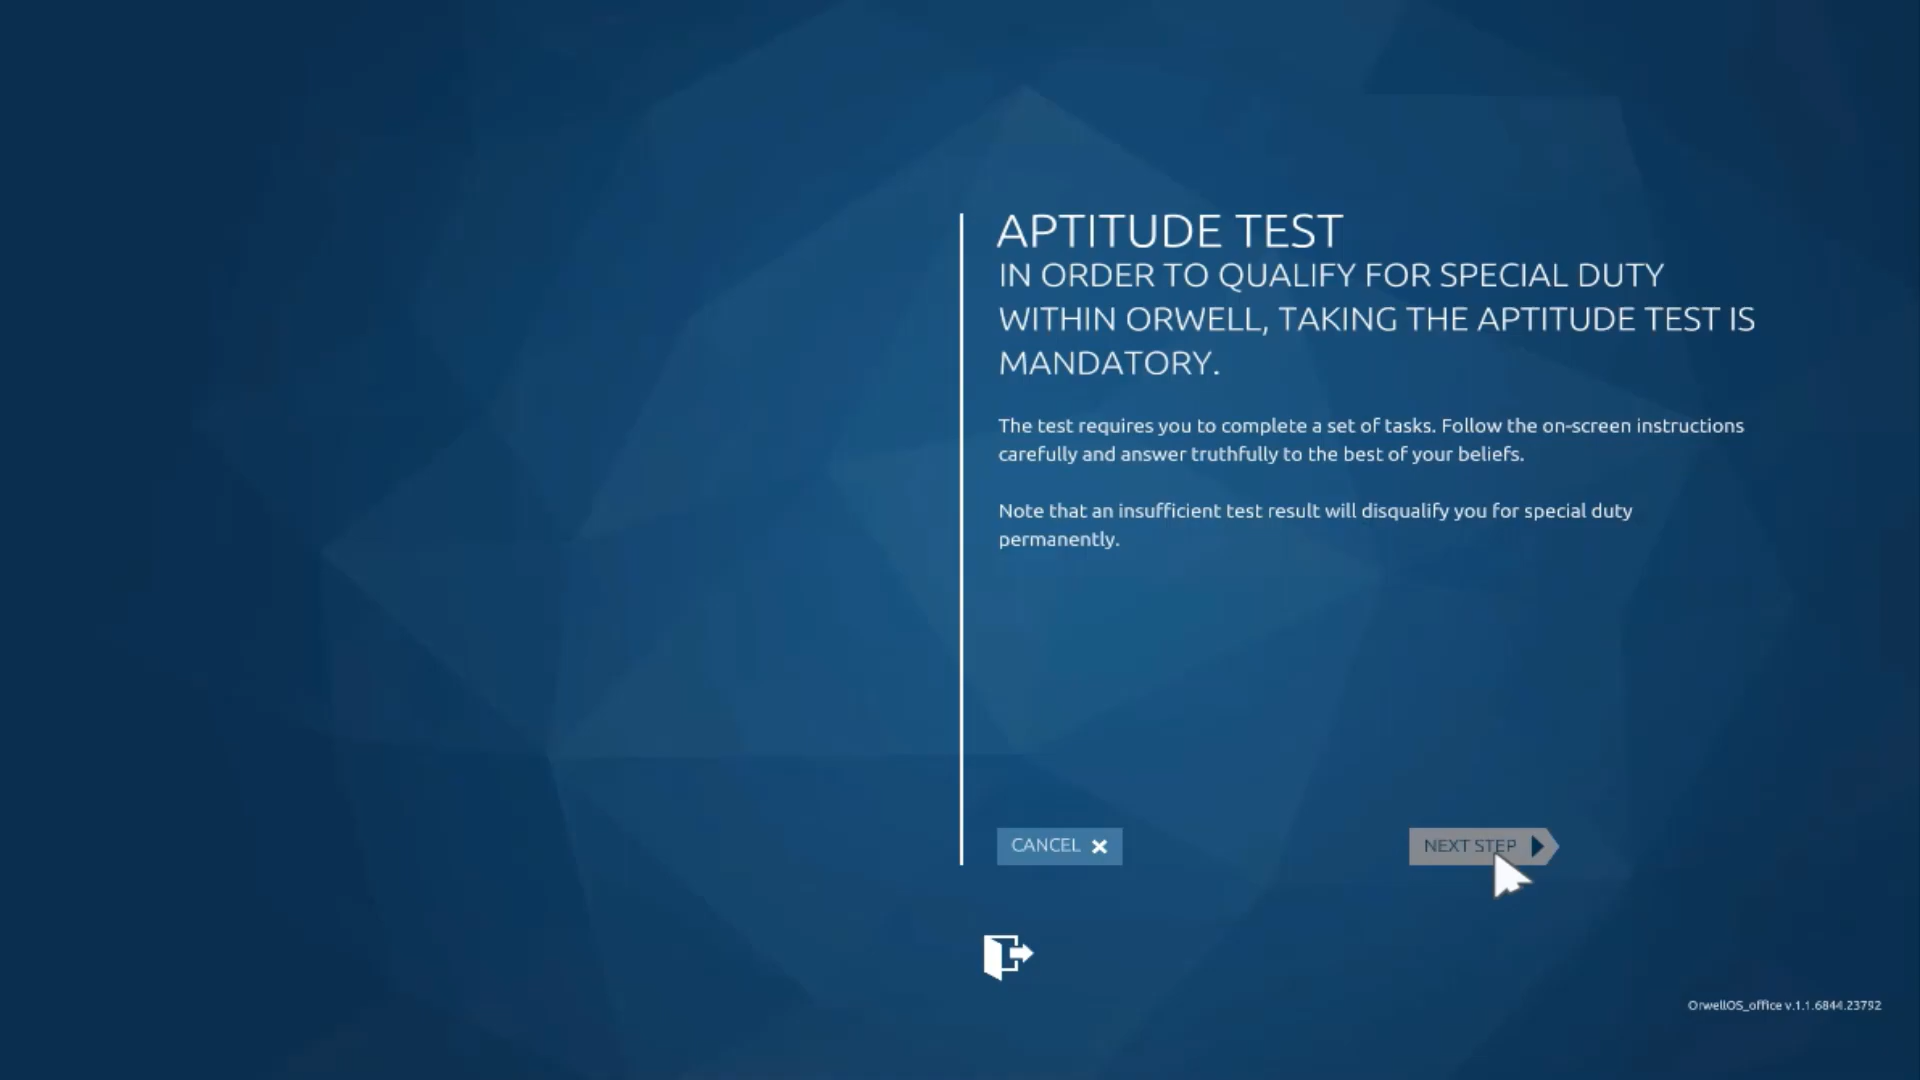 APTITUDE TEST
IN ORDER TO QUALIFY FOR SPECIAL DUTY
WITHIN ORWELL, TAKING THE APTITUDE TEST IS
MANDATORY.
The test requires you to complete a set of tasks. Follow the on-screen instructions
carefully and answer truthfully to the best of your beliefs.
Note that an insufficient test result will disqualify you for special duty
permanently.
CANCEL
NEXT STEP
OrwellOS_office v.1.1.6844.23792